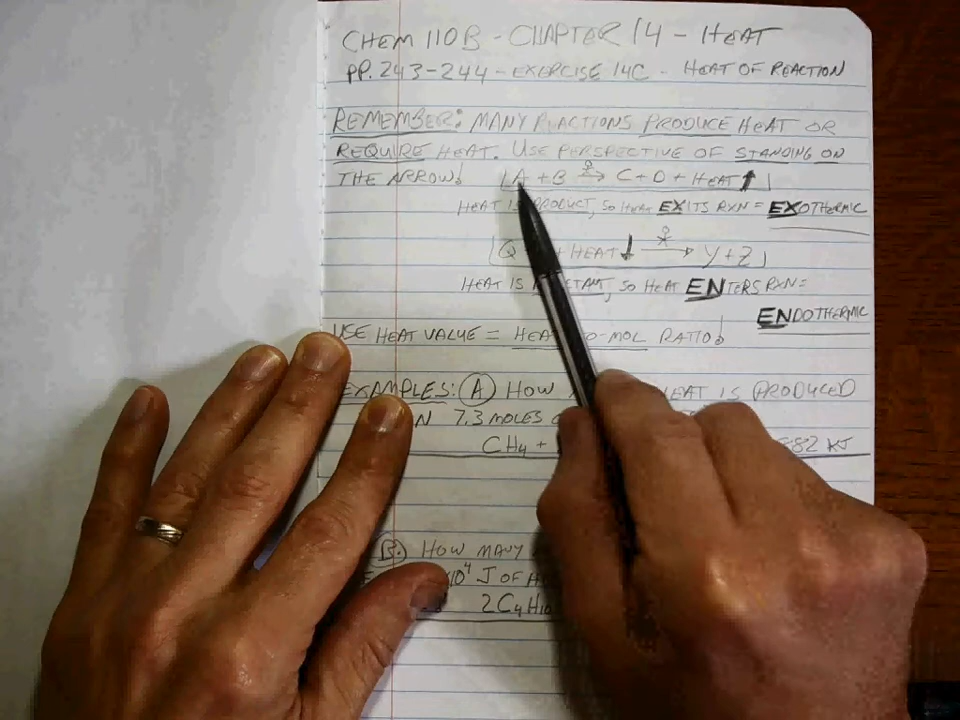 CHEM 110B - CHAPTER 14 - HEAT
PP. 243-244 - EXERCISE 14C - HEAT OF REACTION
REMEMBER: MANY REACTIONS PRODUCE HEAT OR
REQUIRE HEAT. USE PERSPECTIVE OF STANDING ON
THE ARROW! A + B → C + D + HEAT
HEAT IS PRODUCT, SO HEAT EXITS RXN = EXOTHERMIC
Q + HEAT → Y + Z
HEAT IS SO HEAT ENTERS RXN =
ENDOTHERMIC
USE HEAT VALUE = MOL RATIO!
EXAMPLES: A HOW HEAT IS PRODUCED
7.3 MOLES
CH4 + 882 KJ
B. HOW MANY
J OF
2C4H10